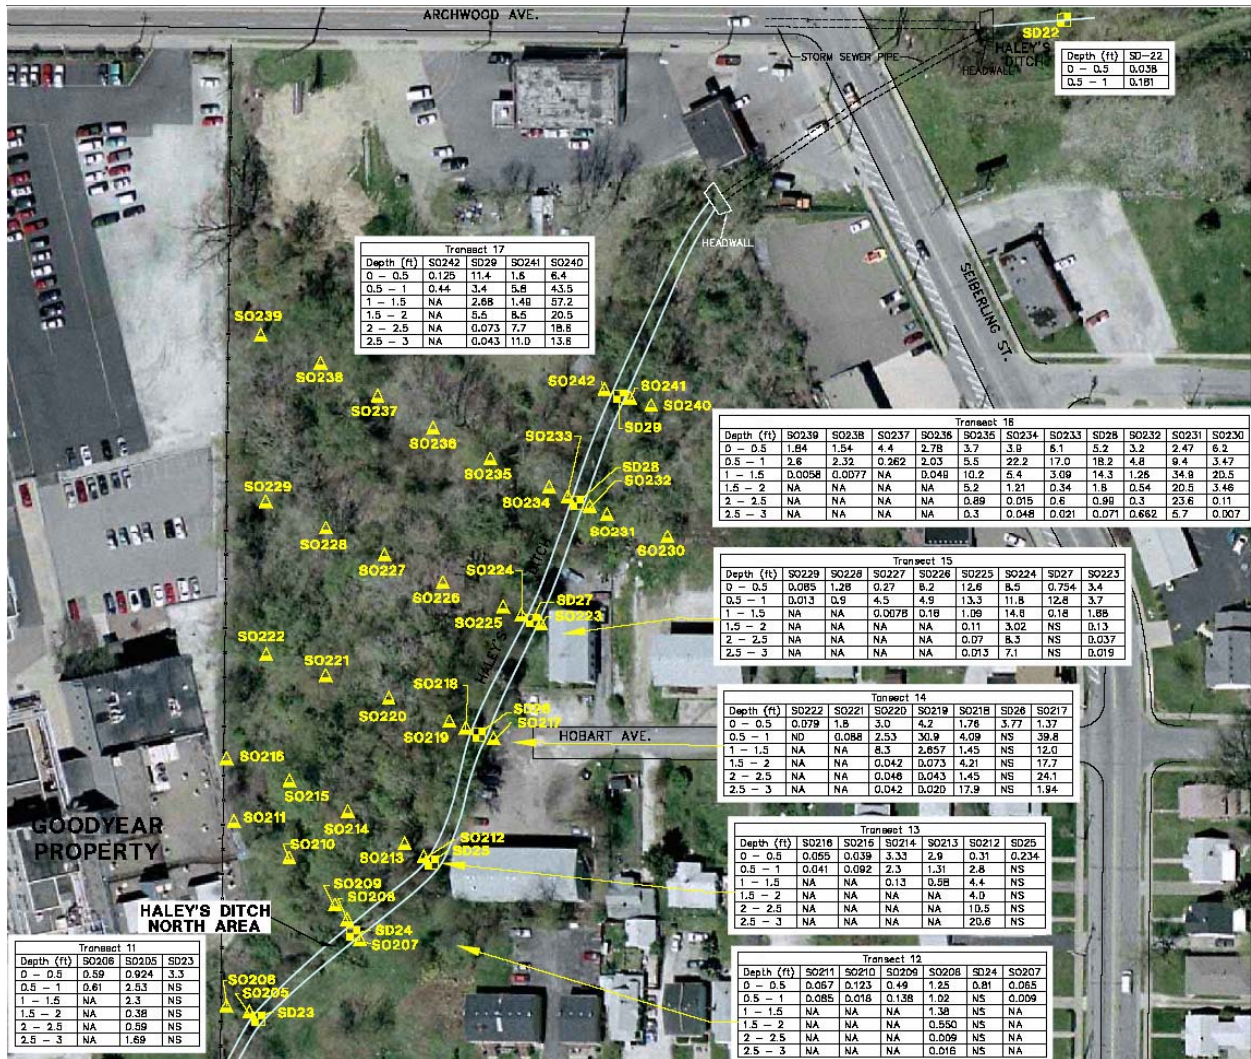 ARCHWOOD AVE.
SD22
HALEY'S
DITCH
HEADWALL
STORM SEWER PIPE
Depth (ft) SD-22
0 - 0.5 0.038
0.5 - 1 0.181
HEADWALL
SEIBERLING ST.
Transect 17
Depth (ft) SO242 SD29 SO241 SO240
0 - 0.5 0.125 11.4 1.6 6.4
0.5 - 1 0.44 3.4 5.8 43.5
1 - 1.5 NA 2.68 1.49 57.2
1.5 - 2 NA 5.5 8.5 20.5
2 - 2.5 NA 0.073 7.7 18.6
2.5 - 3 NA 0.043 11.0 13.6
SO239
SO238
SO237
SO236
SO235
SO234
SO233
SO242
SO241
SO240
SD29
SD28
SO232
SO231
SO230
Transect 16
Depth (ft) SO239 SO238 SO237 SO236 SO235 SO234 SO233 SD28 SO232 SO231 SO230
0 - 0.5 1.84 1.54 4.4 2.78 3.7 3.9 6.1 5.2 3.2 2.47 6.2
0.5 - 1 2.6 2.32 0.262 2.03 5.5 22.2 17.0 18.2 4.8 9.4 3.47
1 - 1.5 0.0058 0.0077 NA 0.049 10.2 5.4 3.09 14.3 1.26 34.9 20.5
1.5 - 2 NA NA NA NA 5.2 1.21 0.34 1.6 0.54 20.5 3.46
2 - 2.5 NA NA NA NA 0.89 0.015 0.6 0.99 0.3 23.6 0.11
2.5 - 3 NA NA NA NA 0.3 0.048 0.021 0.071 0.662 5.7 0.007
SO229
SO228
SO227
SO226
SO225
SO224
HALEY'S DITCH
SD27
SO223
Transect 15
Depth (ft) SO229 SO228 SO227 SO226 SO225 SO224 SD27 SO223
0 - 0.5 0.085 1.26 0.27 6.2 12.6 8.5 0.754 3.4
0.5 - 1 0.013 0.9 4.5 4.9 13.3 11.8 12.8 3.7
1 - 1.5 NA NA 0.0078 0.18 1.09 14.6 0.18 1.68
1.5 - 2 NA NA NA NA 0.11 3.02 NS 0.13
2 - 2.5 NA NA NA NA 0.07 8.3 NS 0.037
2.5 - 3 NA NA NA NA 0.013 7.1 NS 0.019
SO222
SO221
SO220
SO219
SO218
SD26
SO217
HOBART AVE.
Tansect 14
Depth (ft) SO222 SO221 SO220 SO219 SO218 SD26 SO217
0 - 0.5 0.079 1.8 3.0 4.2 1.76 3.77 1.37
0.5 - 1 ND 0.088 2.53 30.9 4.09 NS 39.8
1 - 1.5 NA NA 8.3 2.657 1.45 NS 12.0
1.5 - 2 NA NA 0.042 0.073 4.21 NS 17.7
2 - 2.5 NA NA 0.046 0.043 1.45 NS 24.1
2.5 - 3 NA NA 0.042 0.020 17.9 NS 1.94
SO216
SO215
SO214
SO213
SO212
SD25
Transect 13
Depth (ft) SO216 SO215 SO214 SO213 SO212 SD25
0 - 0.5 0.055 0.039 3.33 2.9 0.31 0.234
0.5 - 1 0.041 0.092 2.3 1.31 2.8 NS
1 - 1.5 NA NA 0.13 0.58 4.4 NS
1.5 - 2 NA NA NA NA 4.0 NS
2 - 2.5 NA NA NA NA 10.5 NS
2.5 - 3 NA NA NA NA 20.6 NS
SO211
GOODYEAR
PROPERTY
SO210
SO209
SO208
SD24
SO207
HALEY'S DITCH
NORTH AREA
Transect 12
Depth (ft) SO211 SO210 SO209 SO208 SD24 SO207
0 - 0.5 0.067 0.123 0.49 1.25 0.81 0.065
0.5 - 1 0.085 0.016 0.138 1.02 NS 0.009
1 - 1.5 NA NA NA 1.38 NS NA
1.5 - 2 NA NA NA 0.550 NS NA
2 - 2.5 NA NA NA 0.009 NS NA
2.5 - 3 NA NA NA 0.016 NS NA
Transect 11
Depth (ft) SO206 SO205 SD23
0 - 0.5 0.59 0.924 3.3
0.5 - 1 0.61 2.53 NS
1 - 1.5 NA 2.3 NS
1.5 - 2 NA 0.38 NS
2 - 2.5 NA 0.59 NS
2.5 - 3 NA 1.69 NS
SO206
SO205
SD23